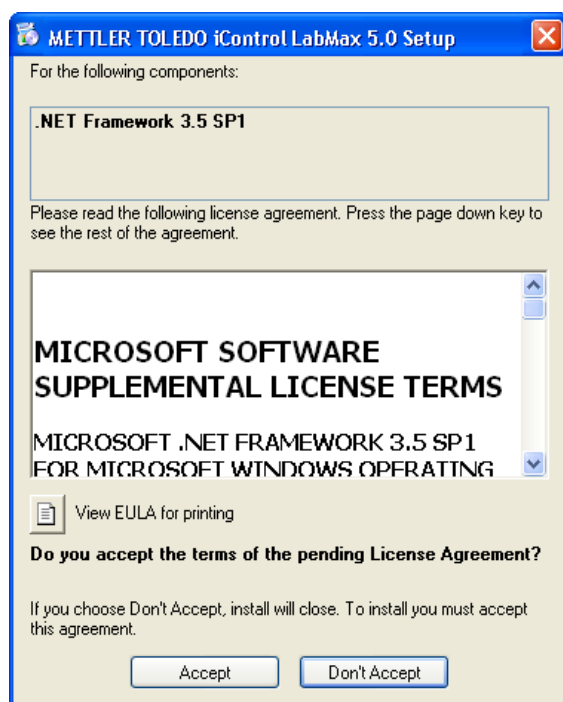 METTLER TOLEDO iControl LabMax 5.0 Setup
For the following components:
.NET Framework 3.5 SP1
Please read the following license agreement. Press the page down key to
see the rest of the agreement.
MICROSOFT SOFTWARE
SUPPLEMENTAL LICENSE TERMS
MICROSOFT .NET FRAMEWORK 3.5 SP1
FOR MICROSOFT WINDOWS OPERATING
View EULA for printing
Do you accept the terms of the pending License Agreement?
If you choose Don't Accept, install will close. To install you must accept
this agreement.
Accept
Don't Accept